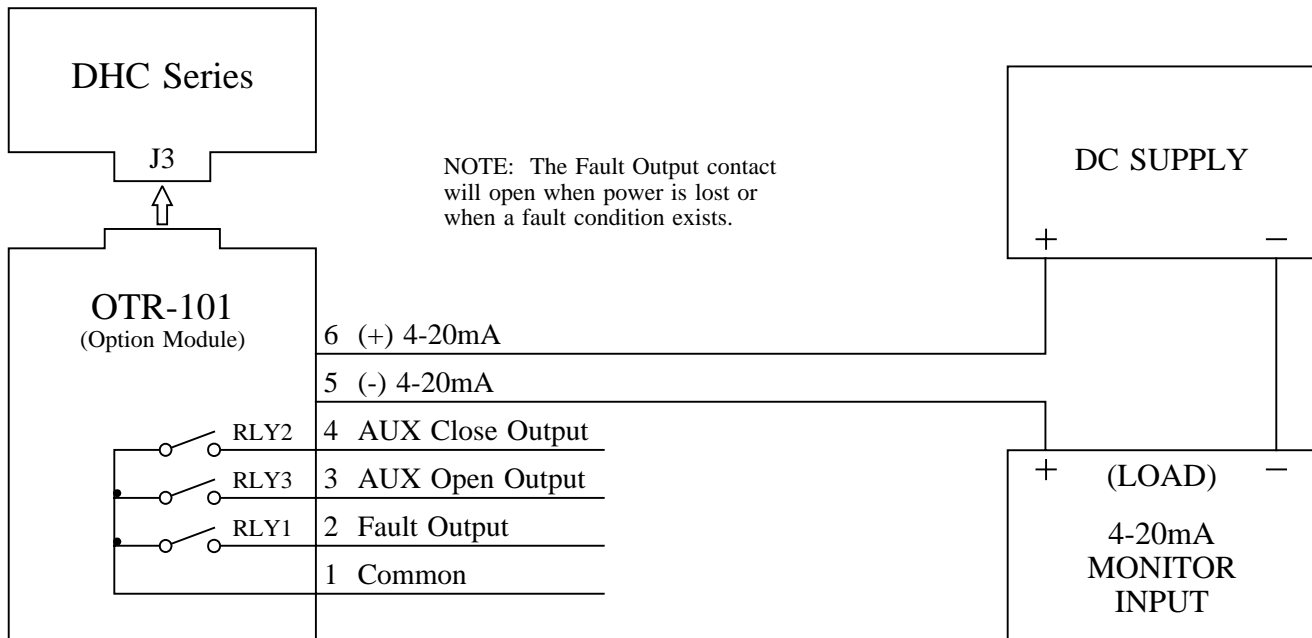 DHC Series
J3
NOTE: The Fault Output contact
will open when power is lost or
when a fault condition exists.
DC SUPPLY
+ −
OTR-101
(Option Module)
6 (+) 4-20mA
5 (-) 4-20mA
RLY2 4 AUX Close Output
RLY3 3 AUX Open Output
RLY1 2 Fault Output
1 Common
+ (LOAD) −
4-20mA
MONITOR
INPUT